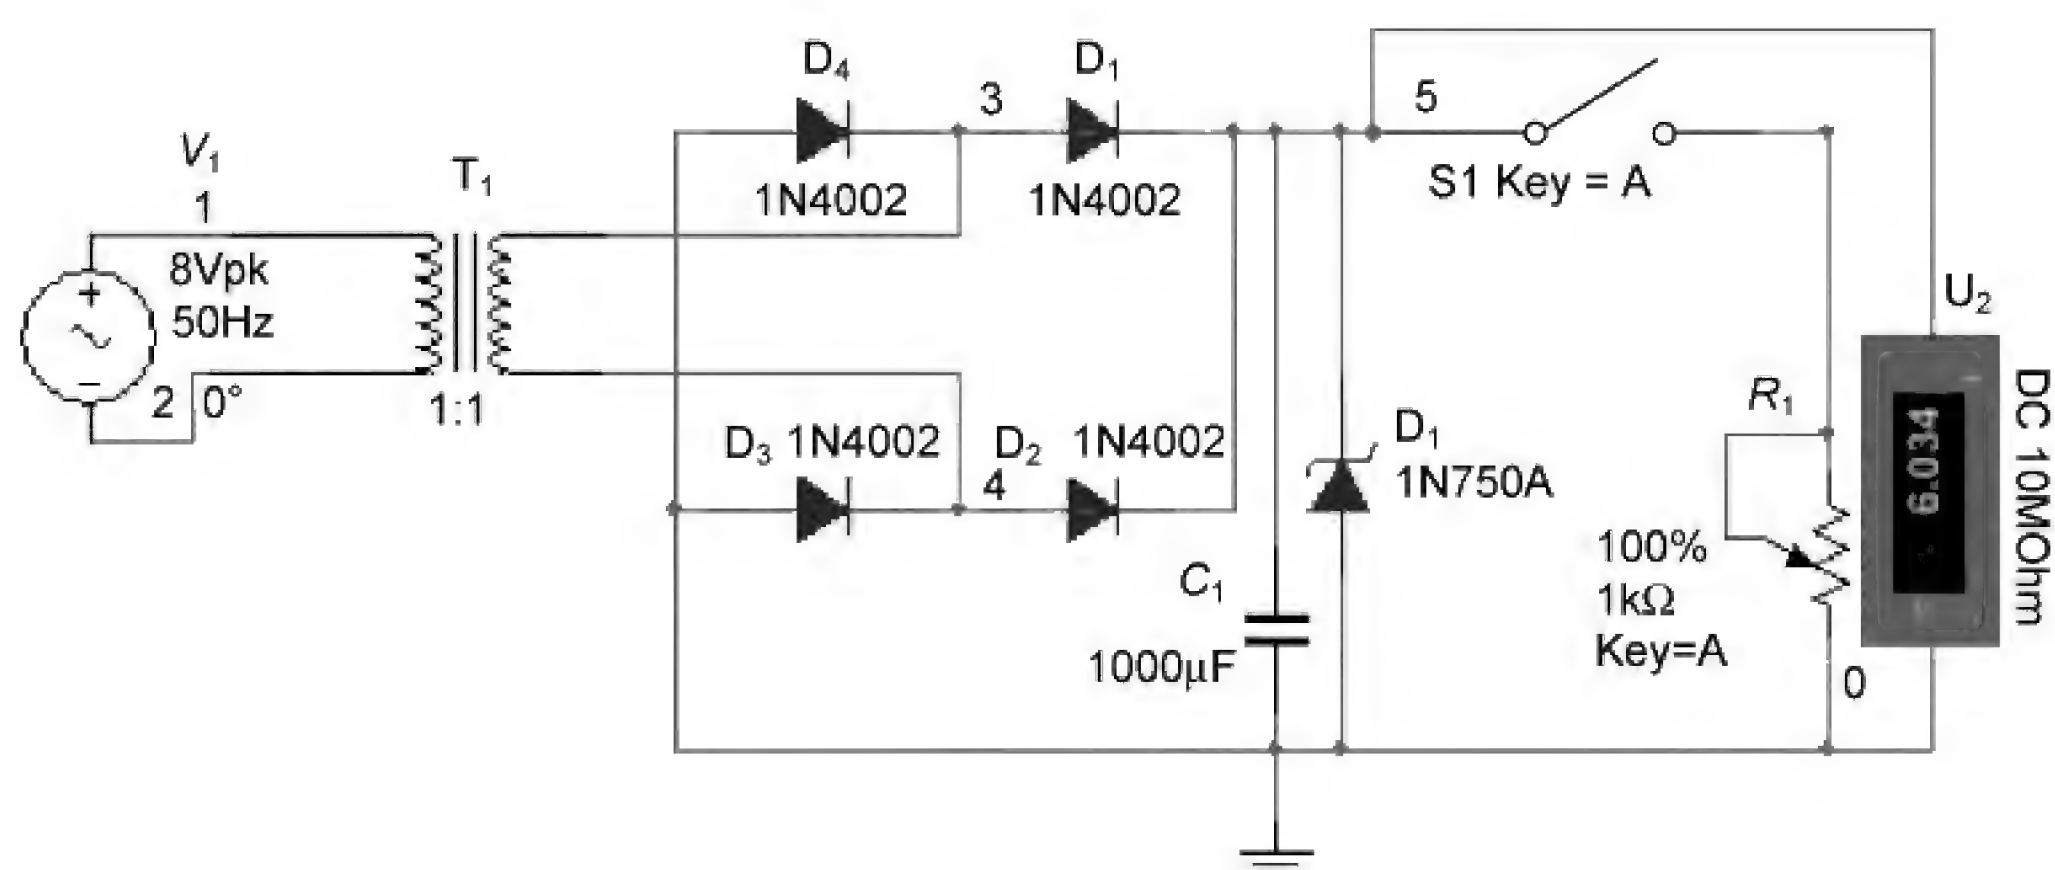 D4
D1
3
5
V1
1
T1
1N4002
1N4002
S1 Key = A
8Vpk
50Hz
U2
2
0°
1:1
D3 1N4002
D2 1N4002
4
D1
1N750A
R1
6.034
DC 10MOhm
100%
1kΩ
Key=A
C1
1000μF
0